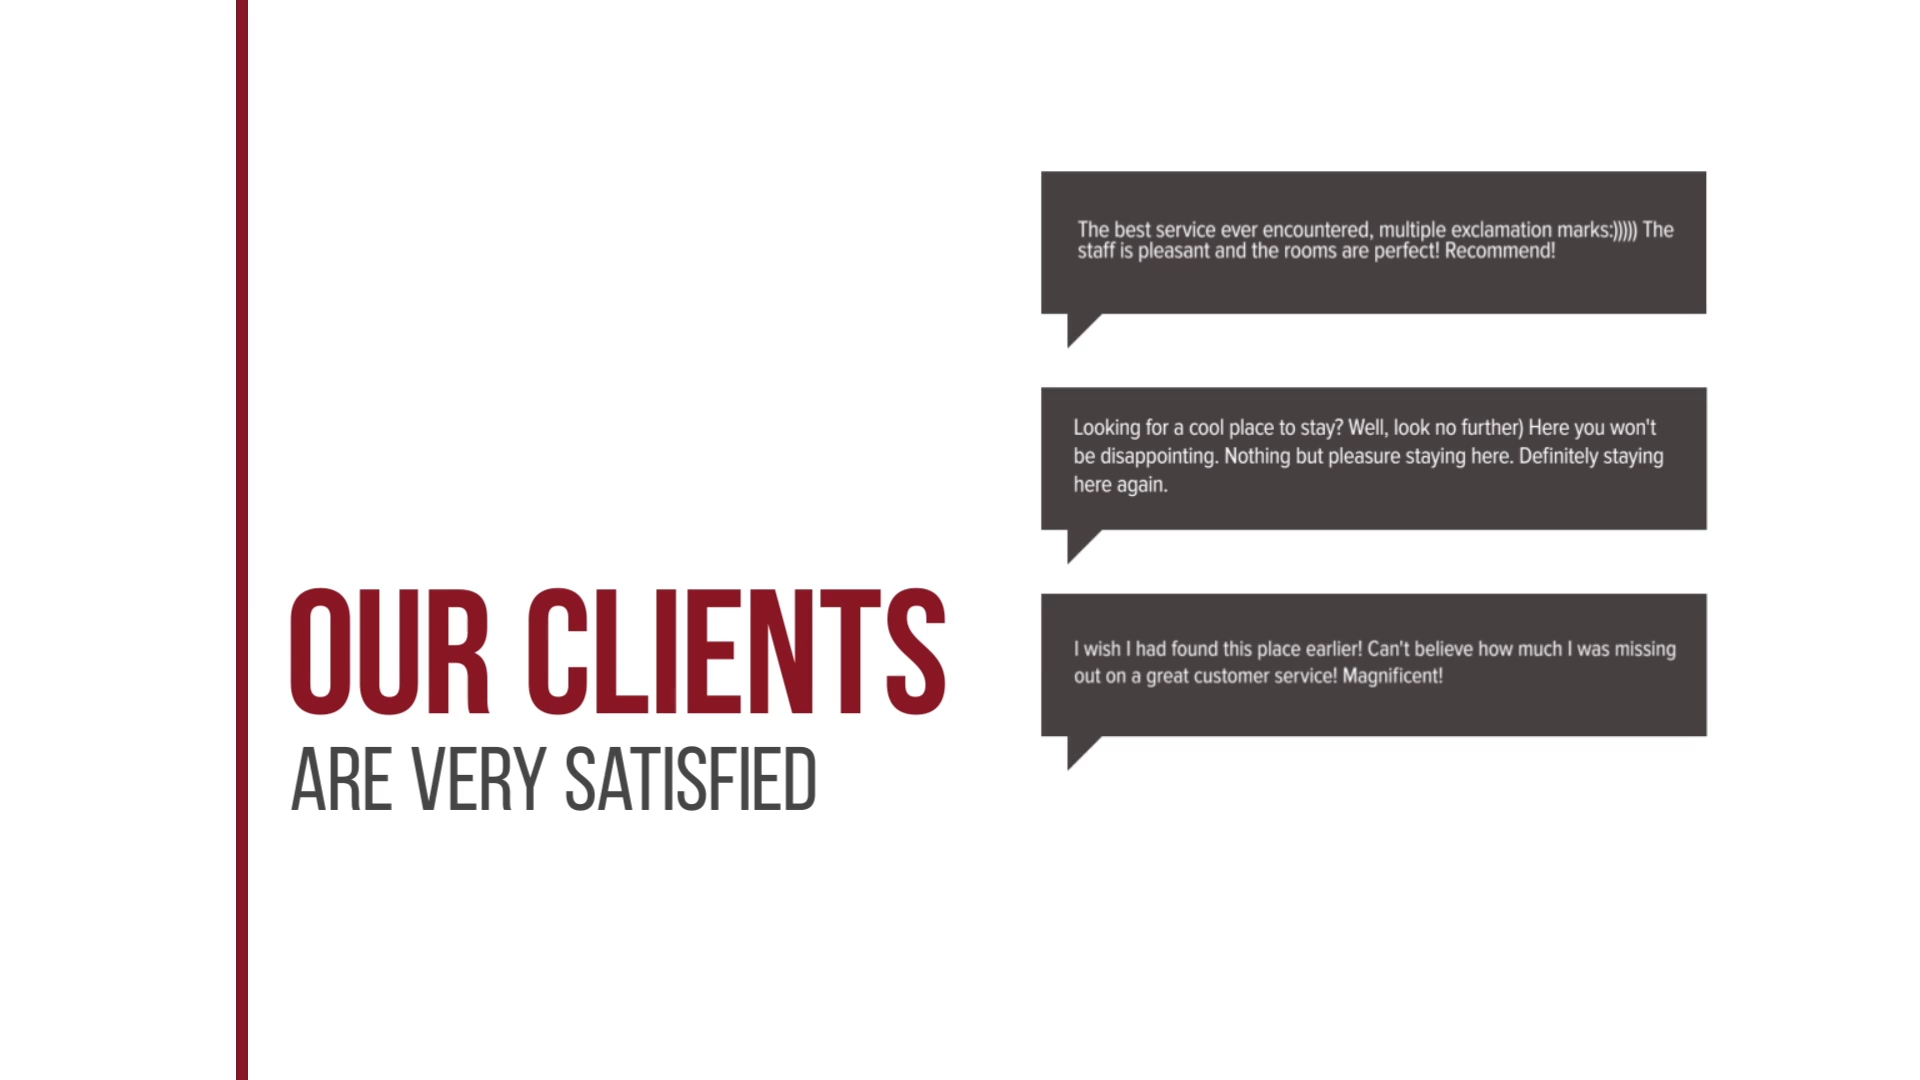 OUR CLIENTS
ARE VERY SATISFIED
The best service ever encountered, multiple exclamation marks:))))) The
staff is pleasant and the rooms are perfect! Recommend!
Looking for a cool place to stay? Well, look no further) Here you won't
be disappointing. Nothing but pleasure staying here. Definitely staying
here again.
I wish I had found this place earlier! Can't believe how much I was missing
out on a great customer service! Magnificent!